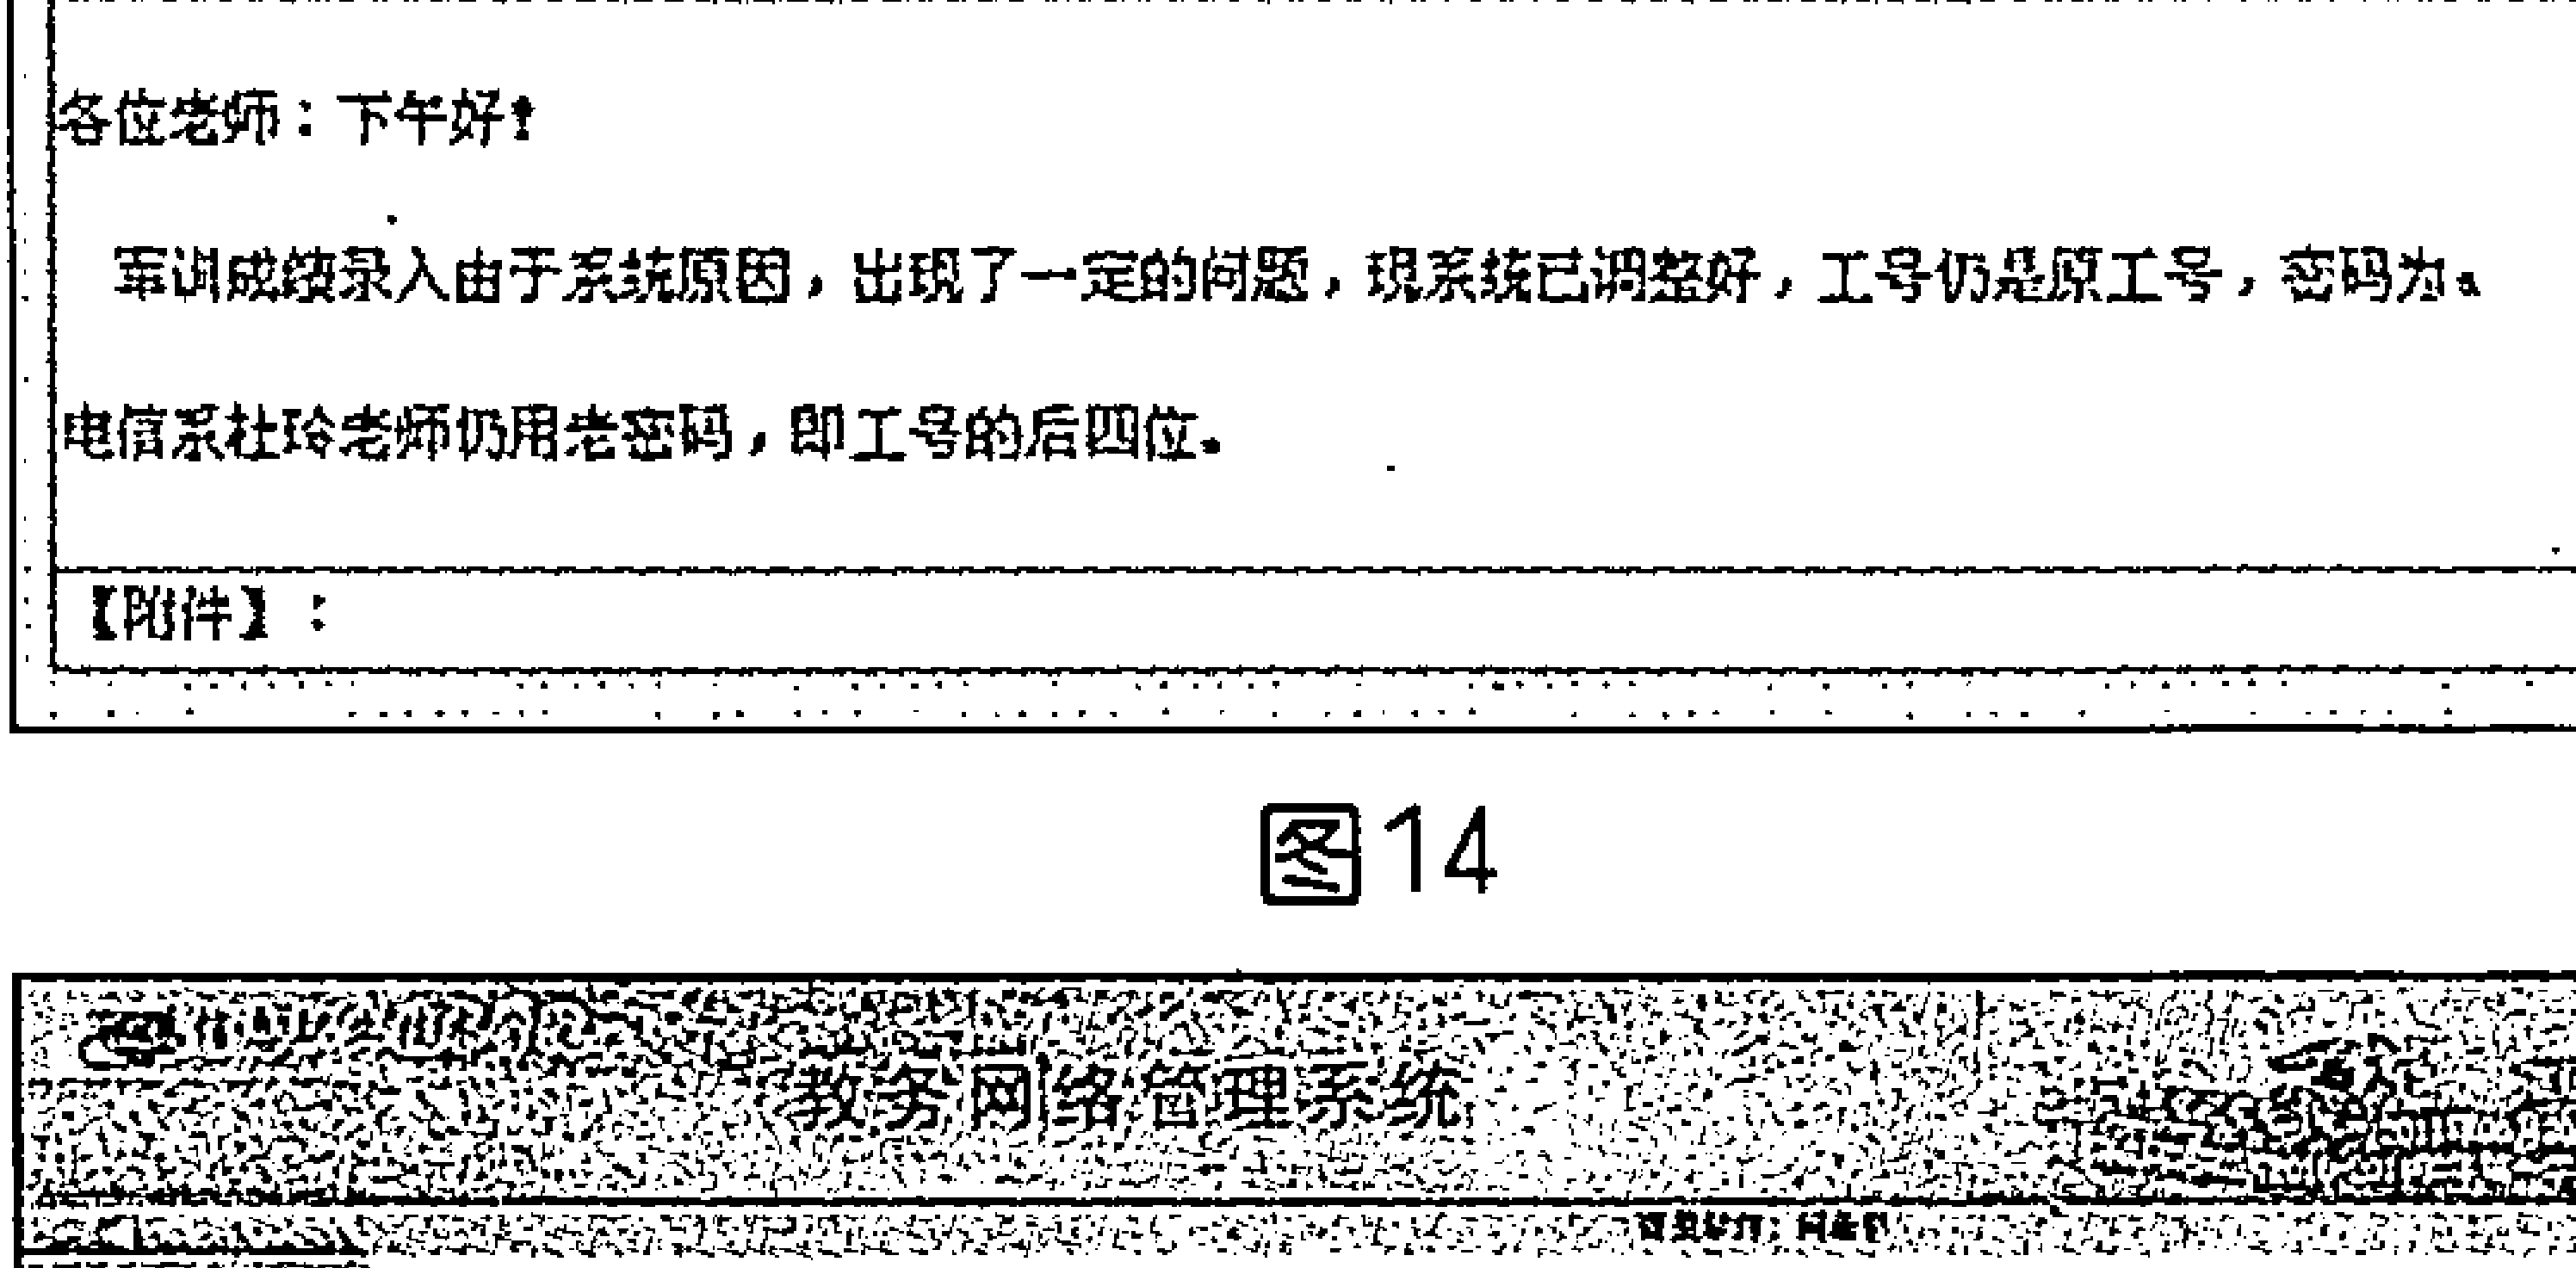 各位老师：下午好！
军训成绩录入由于系统原因，出现了一定的问题，现系统已调整好，工号仍是原工号，密码为a
电信系杜玲老师仍用老密码，即工号的后四位。
【附件】：
图14
教务网络管理系统